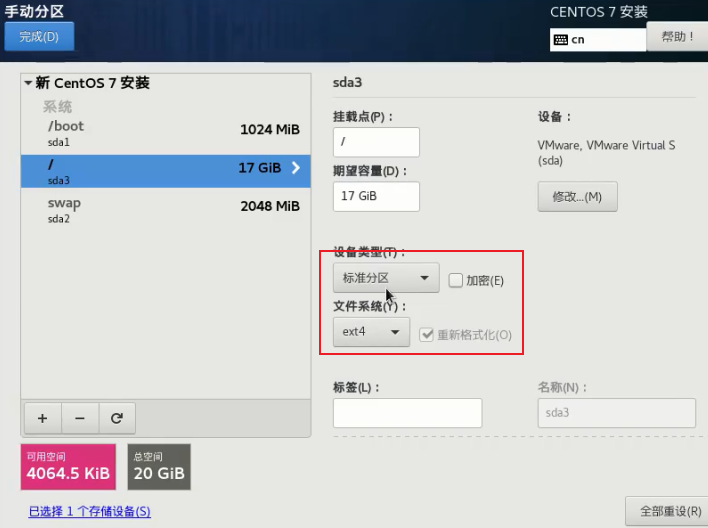 手动分区
CENTOS 7 安装
完成(D)
cn
帮助！
新 CentOS 7 安装
系统
/boot
1024 MiB
sda1
/
17 GiB
sda3
swap
2048 MiB
sda2
sda3
挂载点(P)：
设备：
/
VMware, VMware Virtual S
(sda)
期望容量(D)：
17 GiB
修改...(M)
设备类型(T)：
标准分区
加密(E)
文件系统(Y)：
ext4
重新格式化(O)
标签(L)：
名称(N)：
sda3
+
−
可用空间
4064.5 KiB
总空间
20 GiB
已选择 1 个存储设备(S)
全部重设(R)